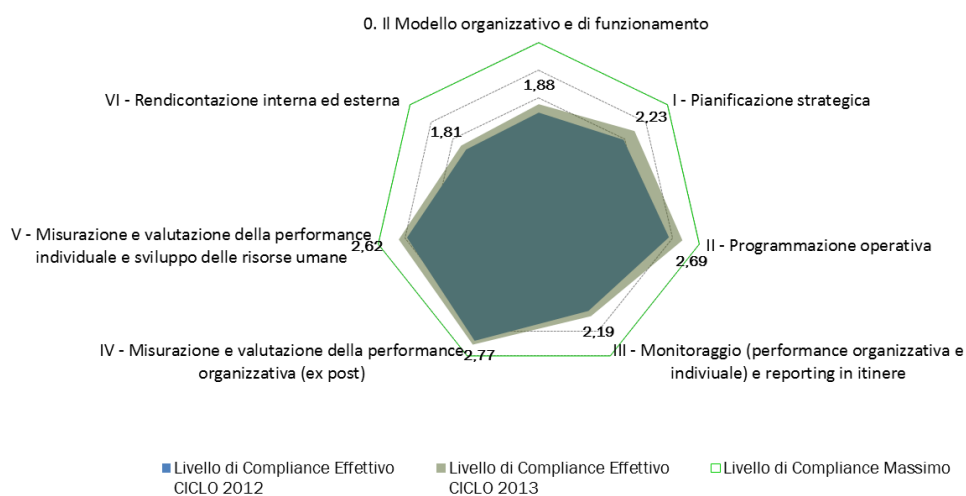 0. Il Modello organizzativo e di funzionamento
1,88
VI - Rendicontazione interna ed esterna
I - Pianificazione strategica
1,81
2,23
V - Misurazione e valutazione della performance
individuale e sviluppo delle risorse umane
2,62
II - Programmazione operativa
2,69
IV - Misurazione e valutazione della performance
organizzativa (ex post)
2,77
2,19
III - Monitoraggio (performance organizzativa e
indiviuale) e reporting in itinere
Livello di Compliance Effettivo
CICLO 2012
Livello di Compliance Effettivo
CICLO 2013
Livello di Compliance Massimo